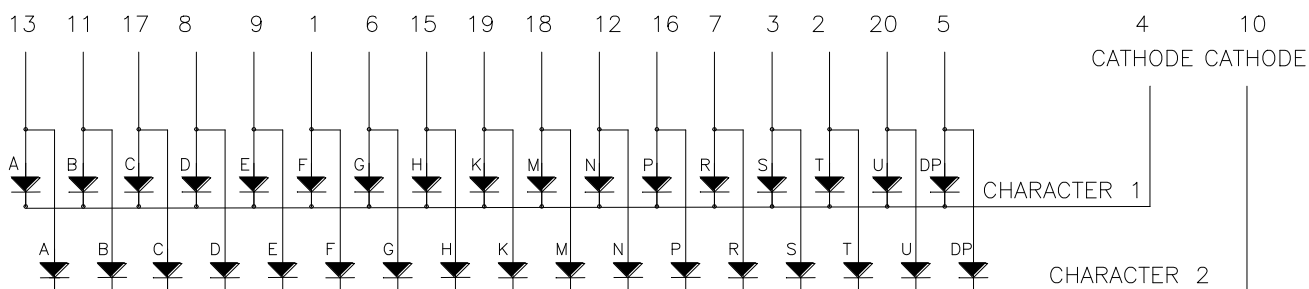 13 11 17 8 9 1 6 15 19 18 12 16 7 3 2 20 5 4 10
CATHODE CATHODE
A B C D E F G H K M N P R S T U DP
CHARACTER 1
A B C D E F G H K M N P R S T U DP
CHARACTER 2